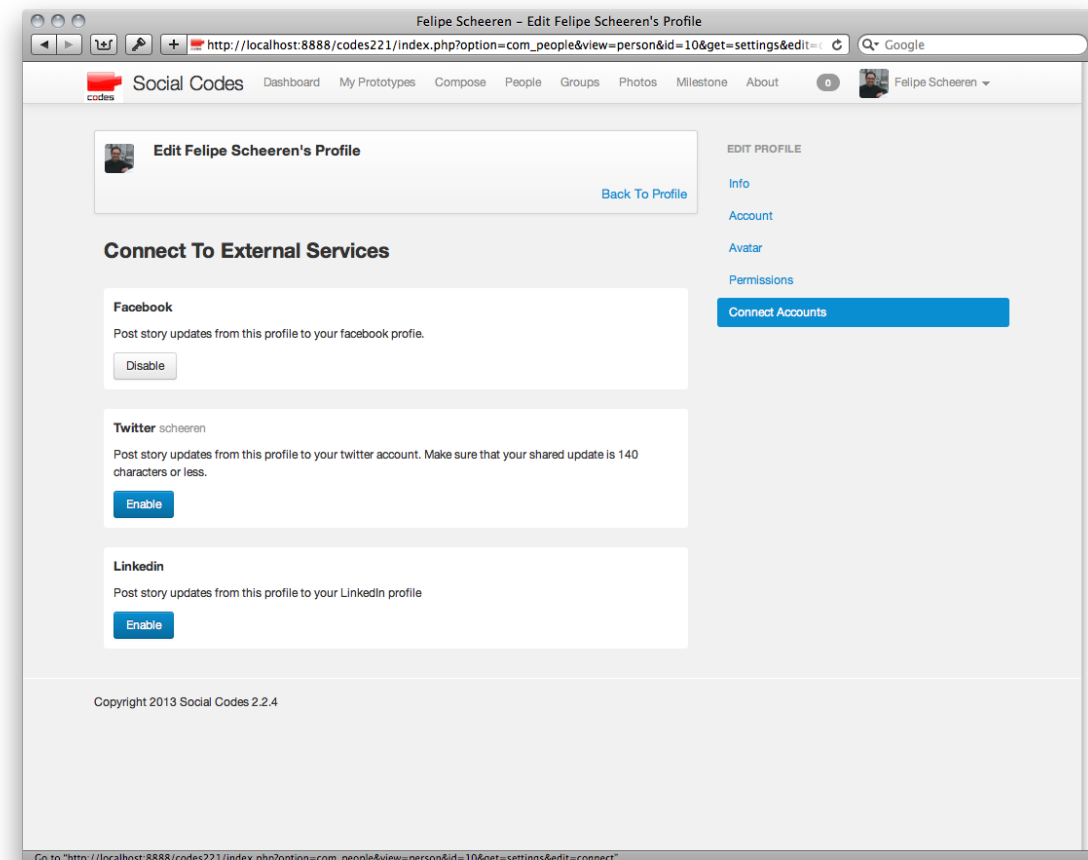 Felipe Scheeren – Edit Felipe Scheeren's Profile
http://localhost:8888/codes221/index.php?option=com_people&view=person&id=10&get=settings&edit=
Google
codes
Social Codes Dashboard My Prototypes Compose People Groups Photos Milestone About 0 Felipe Scheeren
Edit Felipe Scheeren's Profile
Back To Profile
EDIT PROFILE
Info
Account
Avatar
Permissions
Connect Accounts
Connect To External Services
Facebook
Post story updates from this profile to your facebook profie.
Disable
Twitter scheeren
Post story updates from this profile to your twitter account. Make sure that your shared update is 140
characters or less.
Enable
Linkedin
Post story updates from this profile to your LinkedIn profile
Enable
Copyright 2013 Social Codes 2.2.4
Go to "http://localhost:8888/codes221/index.php?option=com_people&view=person&id=10&get=settings&edit=connect"